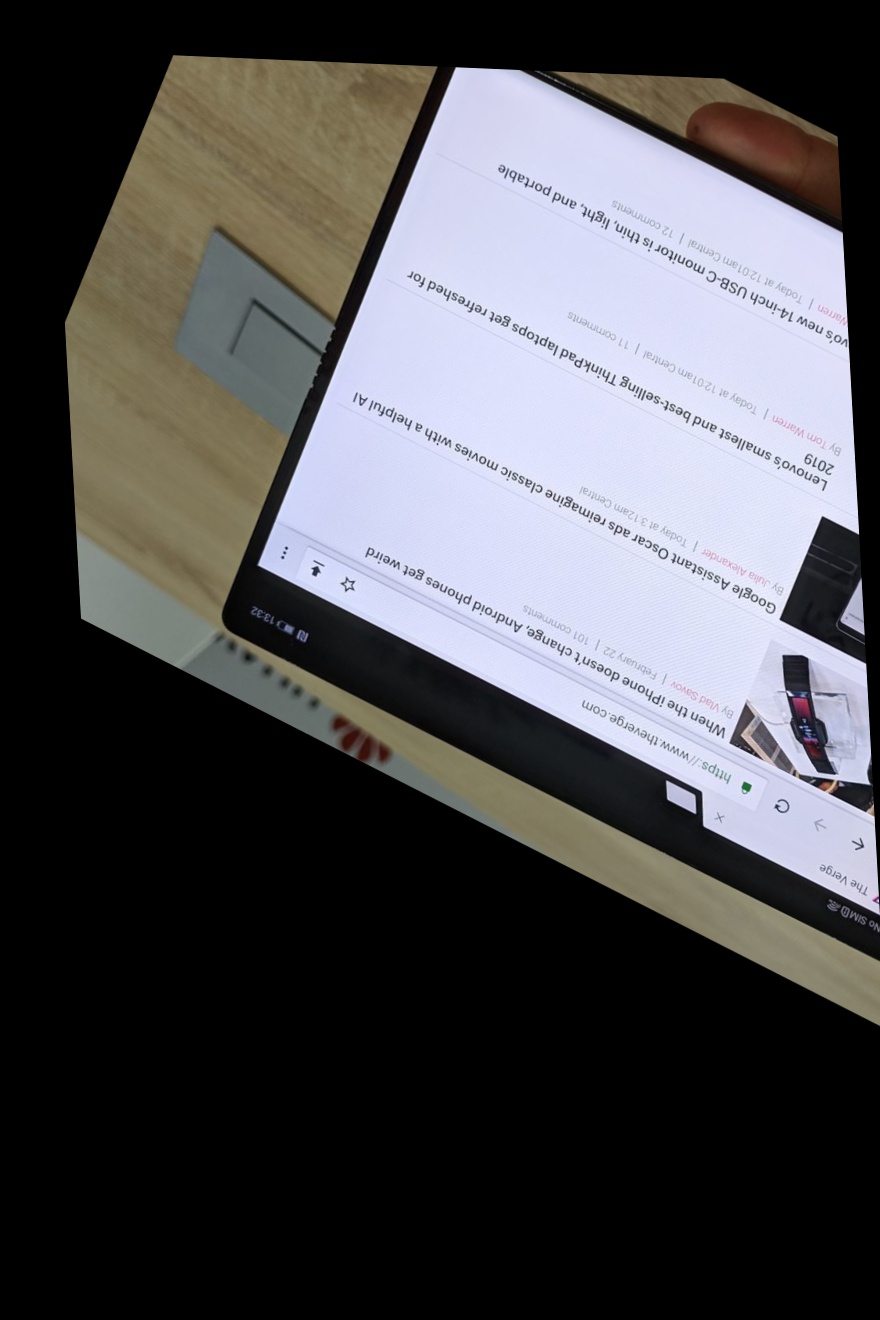 No SIM
13:32
The Verge
https://www.theverge.com
When the iPhone doesn't change, Android phones get weird
By Vlad Savov | February 22 | 101 comments
Google Assistant Oscar ads reimagine classic movies with a helpful AI
By Julia Alexander | Today at 3:12am Central
Lenovo's smallest and best-selling ThinkPad laptops get refreshed for
2019
By Tom Warren | Today at 12:01am Central | 11 comments
vo's new 14-inch USB-C monitor is thin, light, and portable
Warren | Today at 12:01am Central | 12 comments